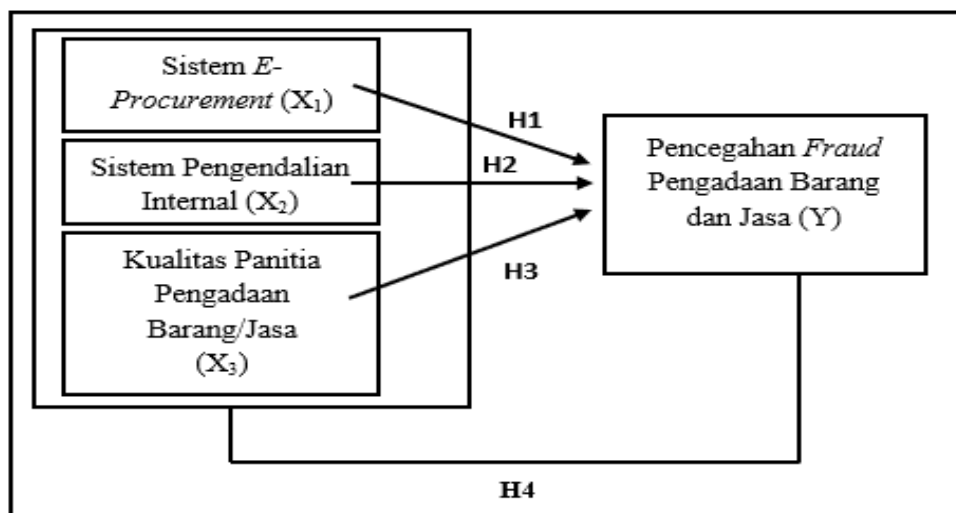 Sistem E-
Procurement (X₁)
Sistem Pengendalian
Internal (X₂)
Kualitas Panitia
Pengadaan
Barang/Jasa
(X₃)
H1
H2
H3
Pencegahan Fraud
Pengadaan Barang
dan Jasa (Y)
H4